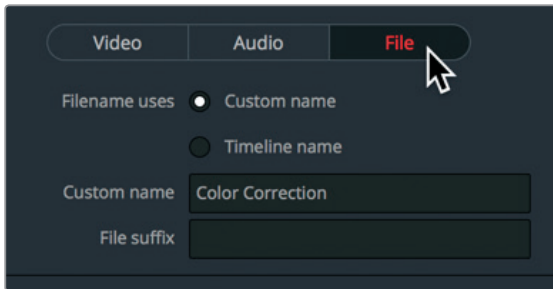 Video Audio File
Filename uses Custom name
Timeline name
Custom name Color Correction
File suffix